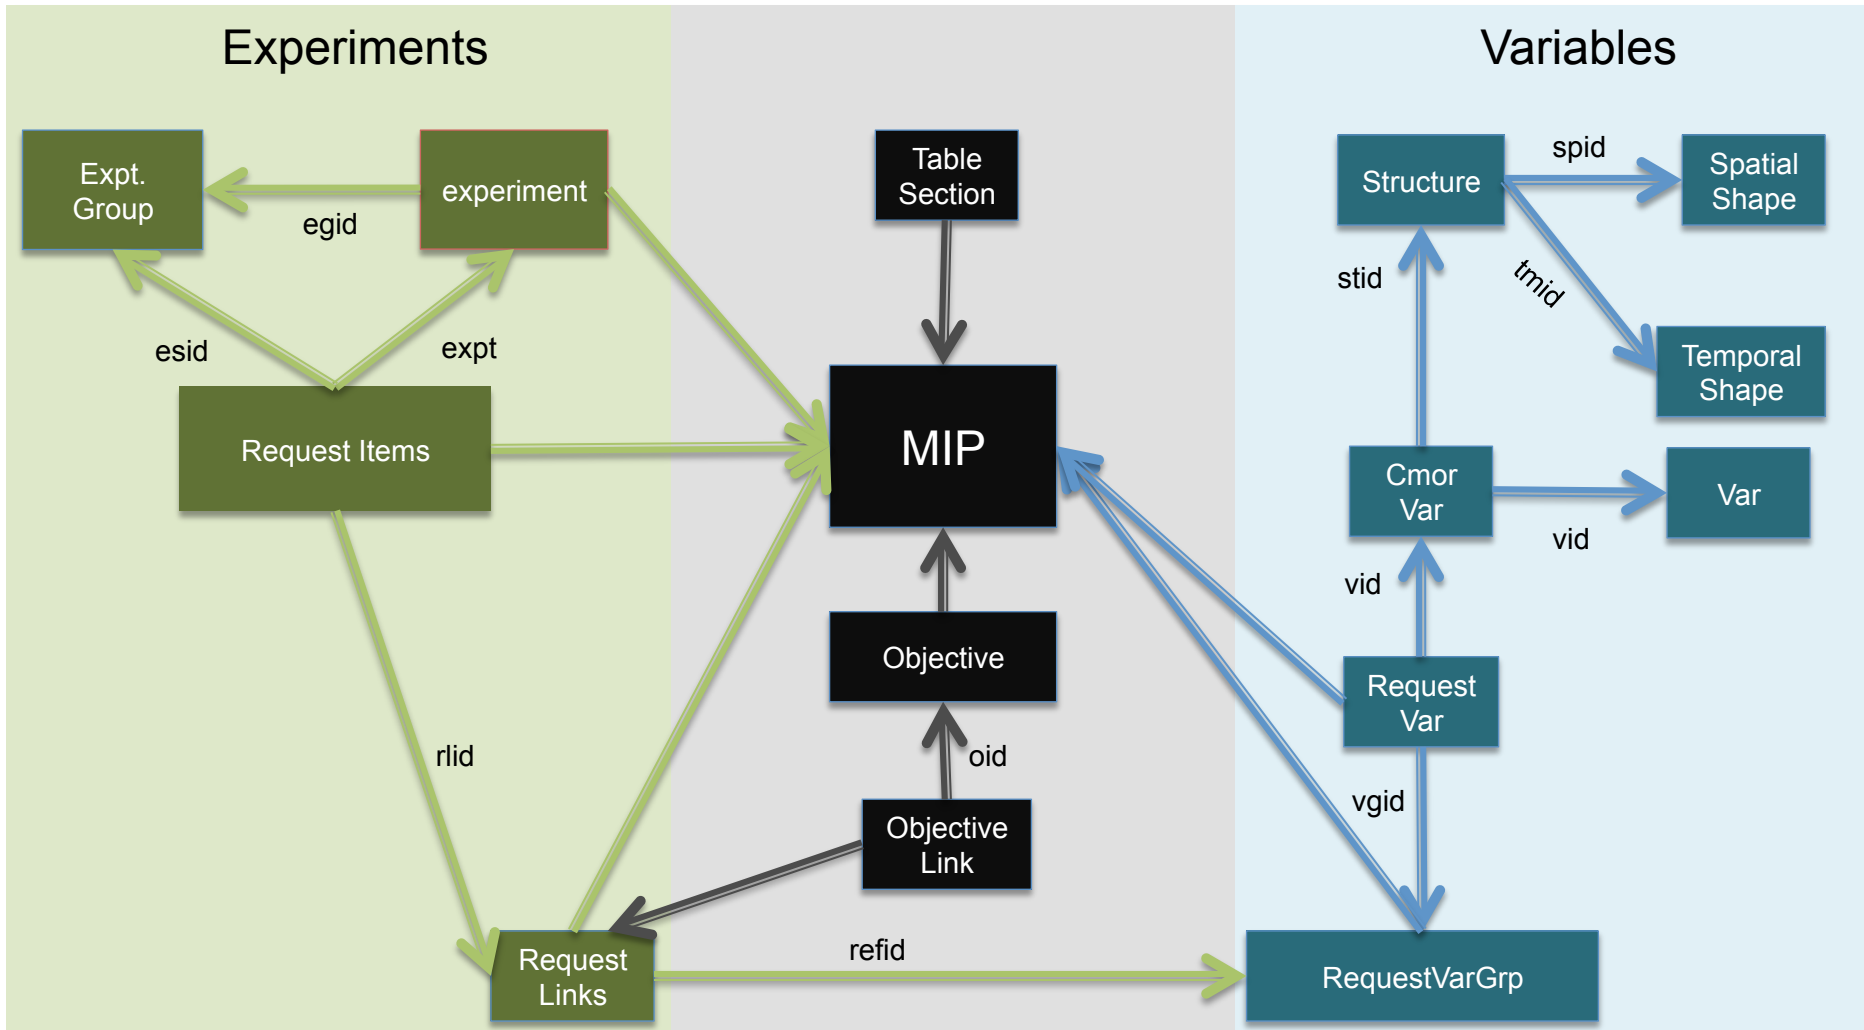 Experiments
Variables
Expt.
Group
egid
experiment
Table
Section
Structure
spid
Spatial
Shape
stid
tmid
esid
expt
Temporal
Shape
Request Items
MIP
Cmor
Var
Var
vid
vid
Objective
Request
Var
rlid
oid
vgid
Objective
Link
refid
Request
Links
RequestVarGrp